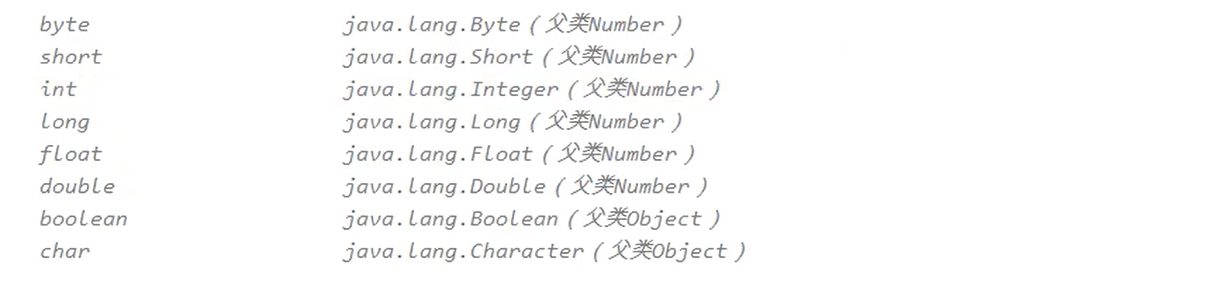 byte java.lang.Byte（父类Number）
short java.lang.Short（父类Number）
int java.lang.Integer（父类Number）
long java.lang.Long（父类Number）
float java.lang.Float（父类Number）
double java.lang.Double（父类Number）
boolean java.lang.Boolean（父类Object）
char java.lang.Character（父类Object）